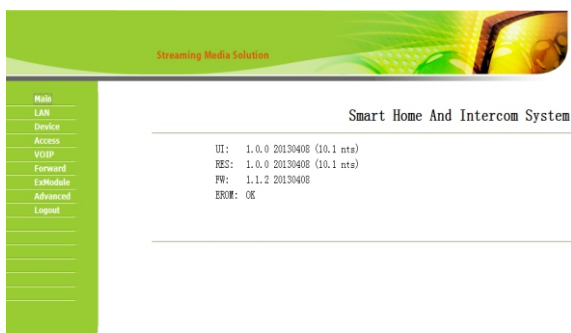 Streaming Media Solution
Main
LAN
Device
Access
VOIP
Forward
ExModule
Advanced
Logout
Smart Home And Intercom System
UI: 1.0.0 20130408 (10.1 nts)
RES: 1.0.0 20130408 (10.1 nts)
FW: 1.1.2 20130408
EROM: OK